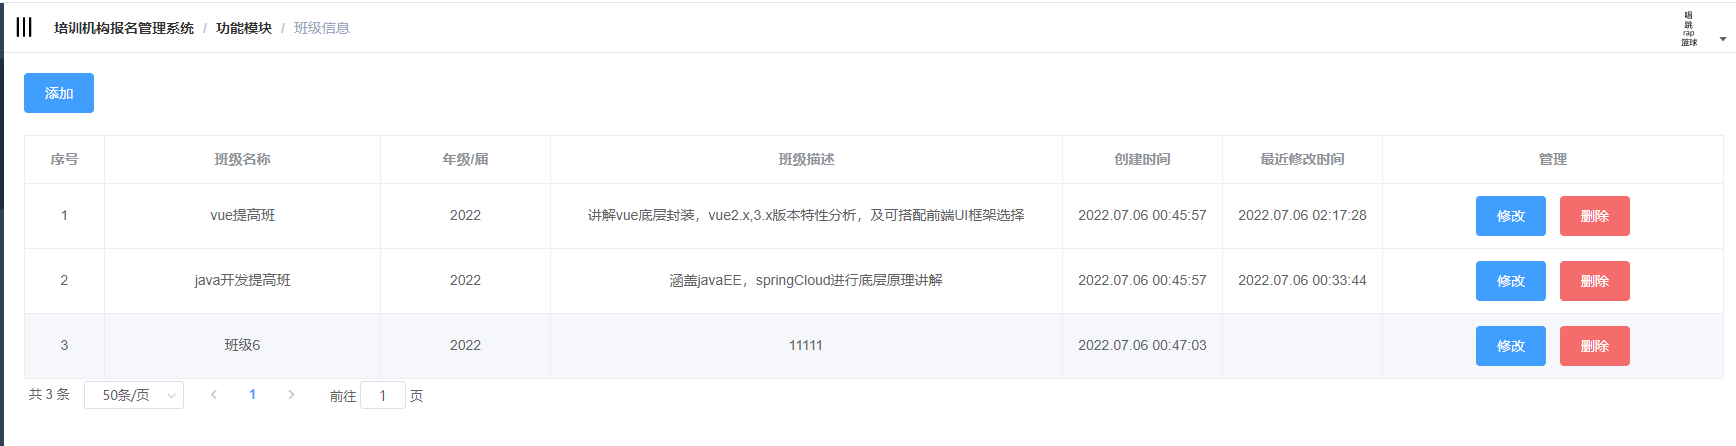 培训机构报名管理系统 / 功能模块 / 班级信息
唱
跳
rap
篮球
添加
序号 班级名称 年级/届 班级描述 创建时间 最近修改时间 管理
1 vue提高班 2022 讲解vue底层封装，vue2.x,3.x版本特性分析，及可搭配前端UI框架选择 2022.07.06 00:45:57 2022.07.06 02:17:28 修改 删除
2 java开发提高班 2022 涵盖javaEE，springCloud进行底层原理讲解 2022.07.06 00:45:57 2022.07.06 00:33:44 修改 删除
3 班级6 2022 11111 2022.07.06 00:47:03 修改 删除
共 3 条 50条/页 1 前往 1 页